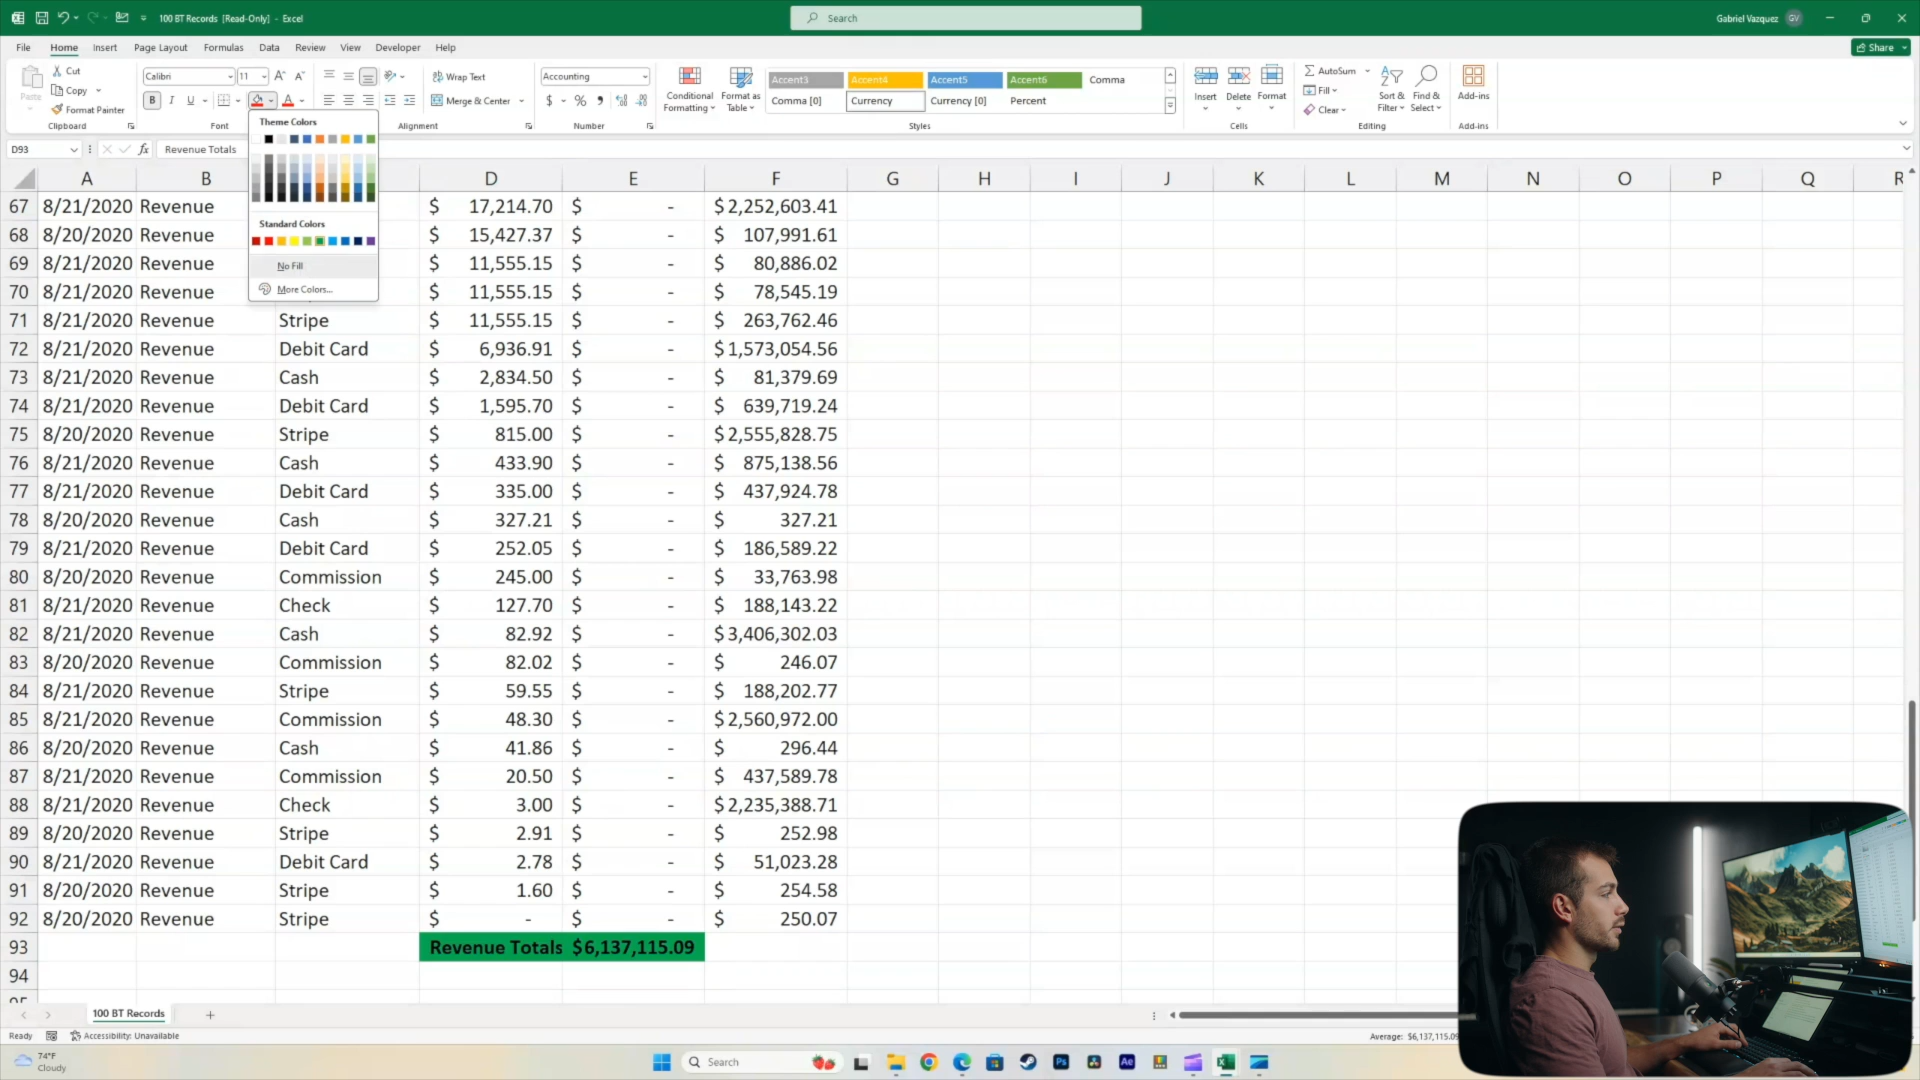 100 BT Records [Read-Only] - Excel
Search
Gabriel Vazquez GV
File Home Insert Page Layout Formulas Data Review View Developer Help
Share
Paste
Cut
Copy
Format Painter
Clipboard
Calibri 11
B I U
Font
Wrap Text
Merge & Center
Alignment
Accounting
$ % ,
Number
Conditional Formatting
Format as Table
Accent3 Accent4 Accent5 Accent6 Comma
Comma [0] Currency Currency [0] Percent
Styles
Insert Delete Format
Cells
AutoSum
Fill
Clear
Sort & Filter
Find & Select
Editing
Add-ins
Add-ins
Theme Colors
Standard Colors
No Fill
More Colors...
D93 fx Revenue Totals
A B D E F G H I J K L M N O P Q R
67 8/21/2020 Revenue $ 17,214.70 $ - $ 2,252,603.41
68 8/20/2020 Revenue $ 15,427.37 $ - $ 107,991.61
69 8/21/2020 Revenue $ 11,555.15 $ - $ 80,886.02
70 8/21/2020 Revenue $ 11,555.15 $ - $ 78,545.19
71 8/21/2020 Revenue Stripe $ 11,555.15 $ - $ 263,762.46
72 8/21/2020 Revenue Debit Card $ 6,936.91 $ - $ 1,573,054.56
73 8/21/2020 Revenue Cash $ 2,834.50 $ - $ 81,379.69
74 8/21/2020 Revenue Debit Card $ 1,595.70 $ - $ 639,719.24
75 8/20/2020 Revenue Stripe $ 815.00 $ - $ 2,555,828.75
76 8/21/2020 Revenue Cash $ 433.90 $ - $ 875,138.56
77 8/21/2020 Revenue Debit Card $ 335.00 $ - $ 437,924.78
78 8/20/2020 Revenue Cash $ 327.21 $ - $ 327.21
79 8/21/2020 Revenue Debit Card $ 252.05 $ - $ 186,589.22
80 8/20/2020 Revenue Commission $ 245.00 $ - $ 33,763.98
81 8/21/2020 Revenue Check $ 127.70 $ - $ 188,143.22
82 8/21/2020 Revenue Cash $ 82.92 $ - $ 3,406,302.03
83 8/20/2020 Revenue Commission $ 82.02 $ - $ 246.07
84 8/21/2020 Revenue Stripe $ 59.55 $ - $ 188,202.77
85 8/21/2020 Revenue Commission $ 48.30 $ - $ 2,560,972.00
86 8/20/2020 Revenue Cash $ 41.86 $ - $ 296.44
87 8/21/2020 Revenue Commission $ 20.50 $ - $ 437,589.78
88 8/21/2020 Revenue Check $ 3.00 $ - $ 2,235,388.71
89 8/20/2020 Revenue Stripe $ 2.91 $ - $ 252.98
90 8/21/2020 Revenue Debit Card $ 2.78 $ - $ 51,023.28
91 8/20/2020 Revenue Stripe $ 1.60 $ - $ 254.58
92 8/20/2020 Revenue Stripe $ - $ - $ 250.07
93 Revenue Totals $6,137,115.09
94
95
100 BT Records
Ready Accessibility: Unavailable Average: $6,137,115.09
74°F
Cloudy
Search
Ps Ae